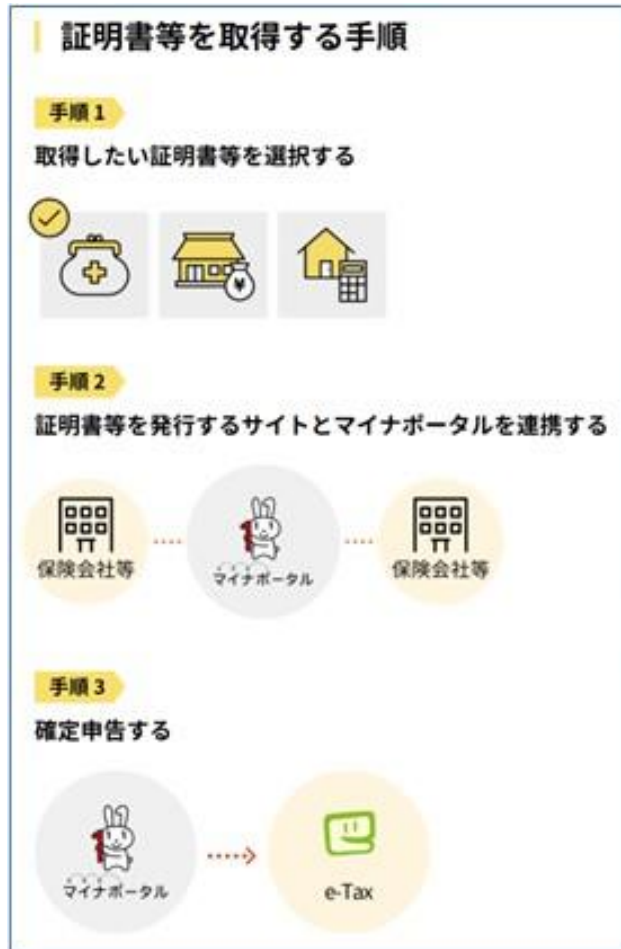 証明書等を取得する手順
手順1
取得したい証明書等を選択する
¥
手順2
証明書等を発行するサイトとマイナポータルを連携する
保険会社等
マイナポータル
保険会社等
手順3
確定申告する
マイナポータル
e-Tax